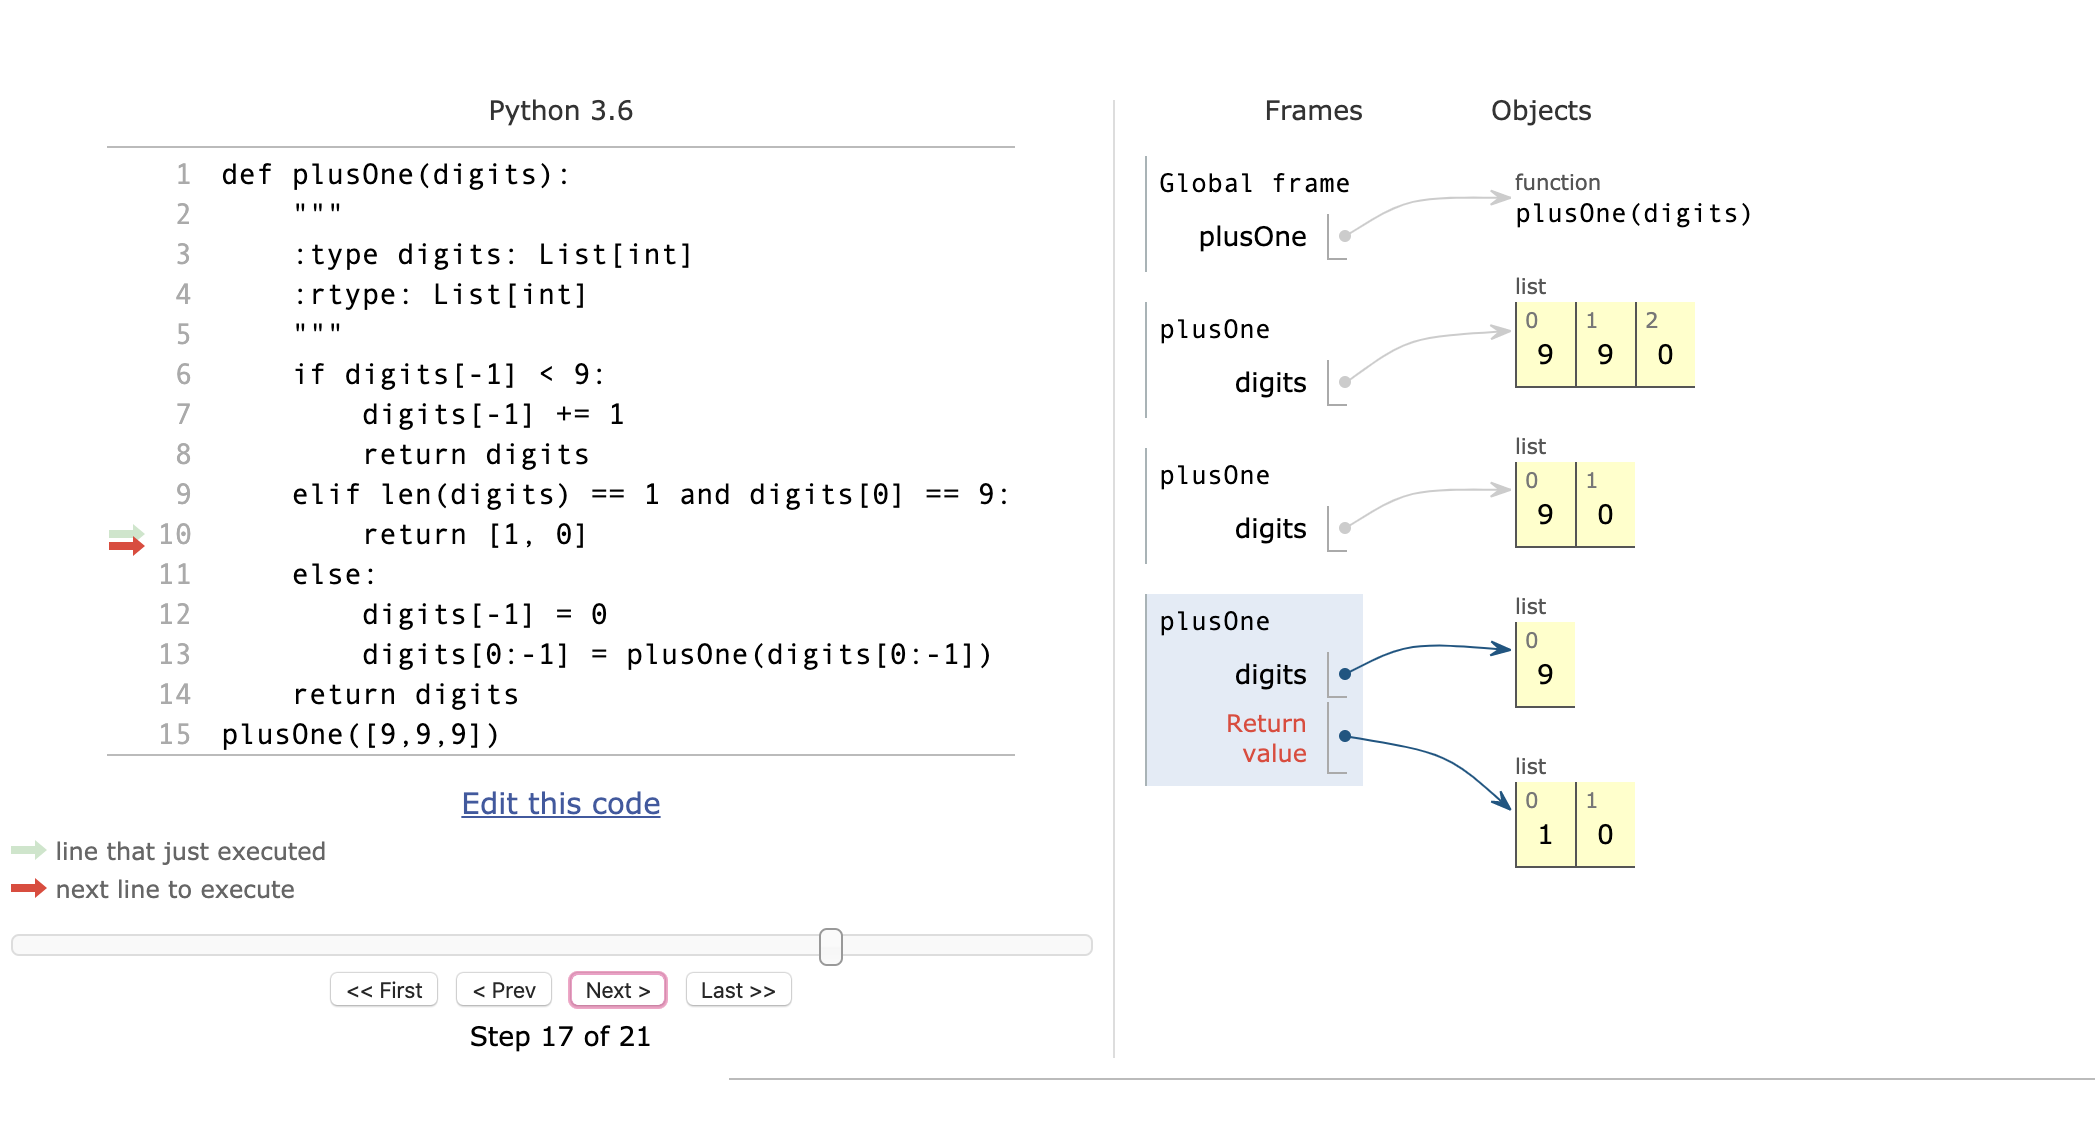 Python 3.6
1 def plusOne(digits):
2     """
3     :type digits: List[int]
4     :rtype: List[int]
5     """
6     if digits[-1] < 9:
7         digits[-1] += 1
8         return digits
9     elif len(digits) == 1 and digits[0] == 9:
10         return [1, 0]
11     else:
12         digits[-1] = 0
13         digits[0:-1] = plusOne(digits[0:-1])
14     return digits
15 plusOne([9,9,9])
Edit this code
line that just executed
next line to execute
<< First < Prev Next > Last >>
Step 17 of 21
Frames Objects
Global frame
plusOne
function
plusOne(digits)
plusOne
digits
list
0 1 2
9 9 0
plusOne
digits
list
0 1
9 0
plusOne
digits
Return
value
list
0
9
list
0 1
1 0